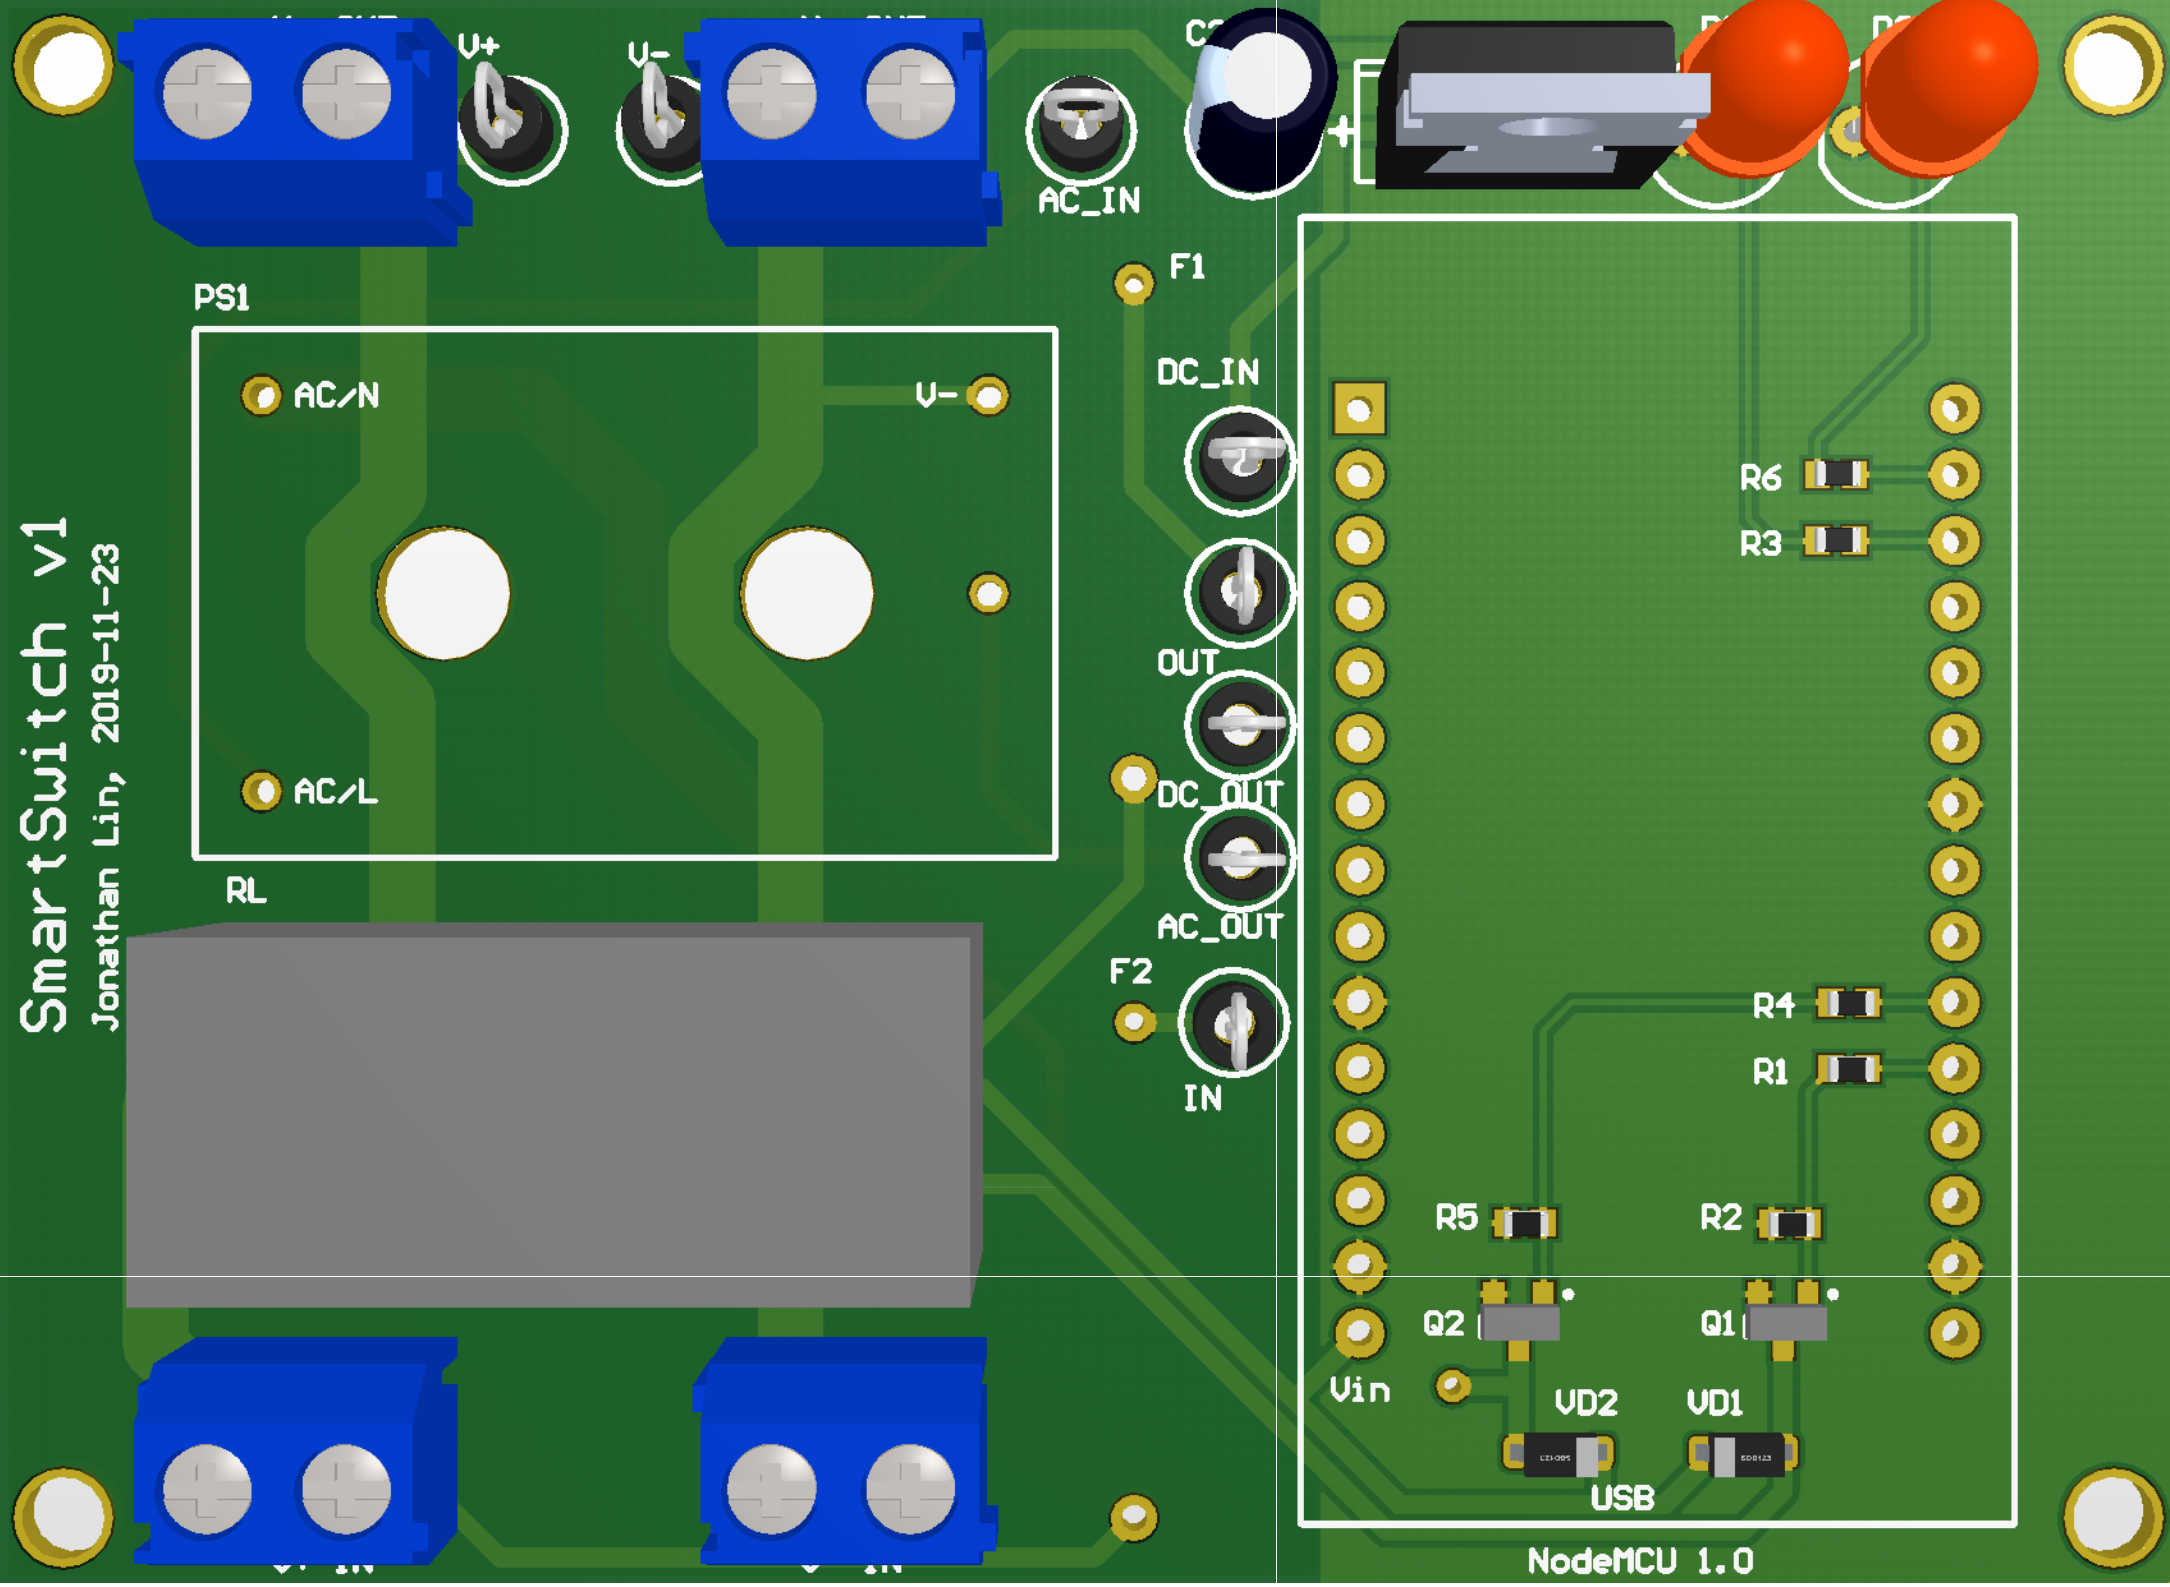 V+
V-
AC_IN
F1
PS1
DC_IN
AC/N
V-
R6
R3
SmartSwitch v1
Jonathan Lin, 2019-11-23
OUT
AC/L
DC_OUT
RL
AC_OUT
F2
R4
R1
IN
R5
R2
Q2
Q1
Vin
VD2
VD1
USB
NodeMCU 1.0